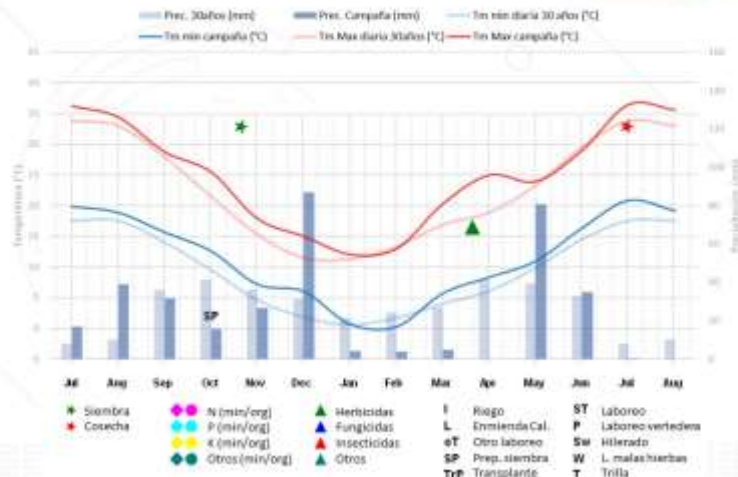 Prec. 30años (mm) Prec. Campaña (mm) Tm min diaria 30 años (°C)
Tm min campaña (°C) Tm Max diaria 30años (°C) Tm Max campaña (°C)
Temperatura (°C)
SP
Jul Aug Sep Oct Nov Dec Jan Feb Mar Apr May Jun Jul Aug
Siembra
Cosecha
N (min/org)
P (min/org)
K (min/org)
Otros (min/org)
Herbicidas
Fungicidas
Insecticidas
Otros
I Riego
L Enmienda Cal.
oT Otro laboreo
SP Prep. siembra
TrP Transplante
ST Laboreo
P Laboreo vertedera
Sw Hilerado
W L. malas hierbas
T Trilla